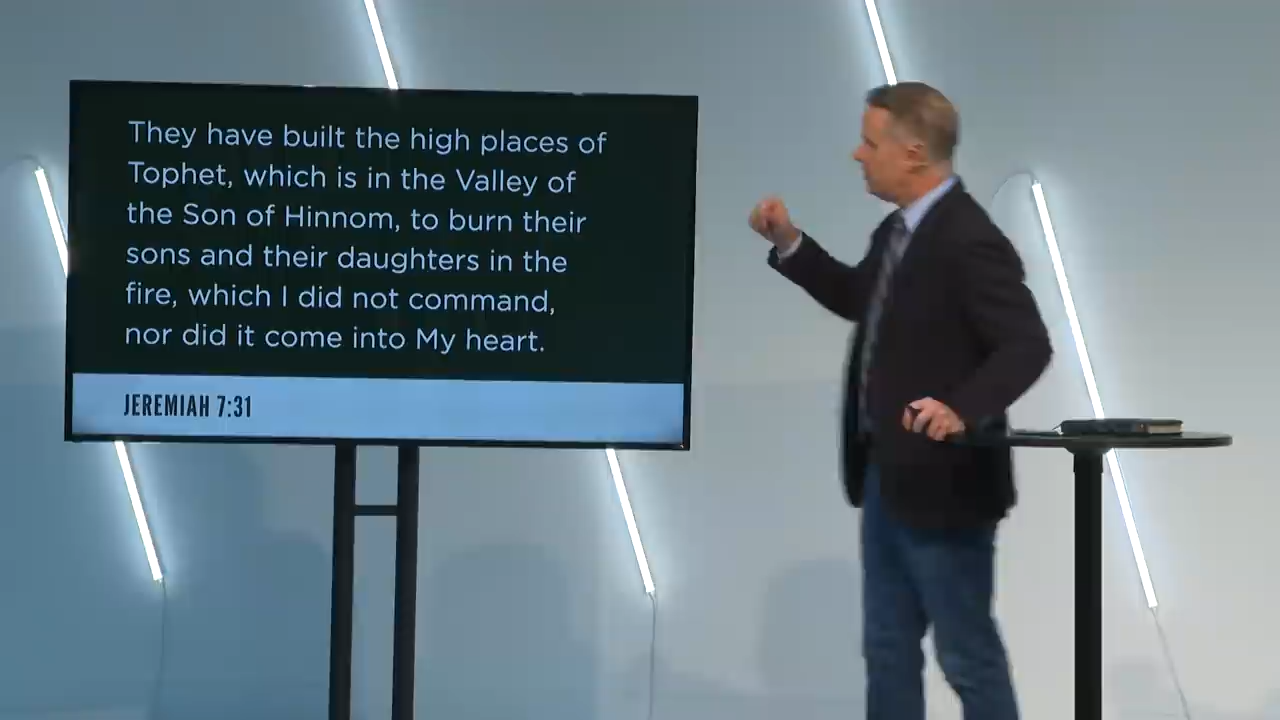 They have built the high places of
Tophet, which is in the Valley of
the Son of Hinnom, to burn their
sons and their daughters in the
fire, which I did not command,
nor did it come into My heart.
JEREMIAH 7:31